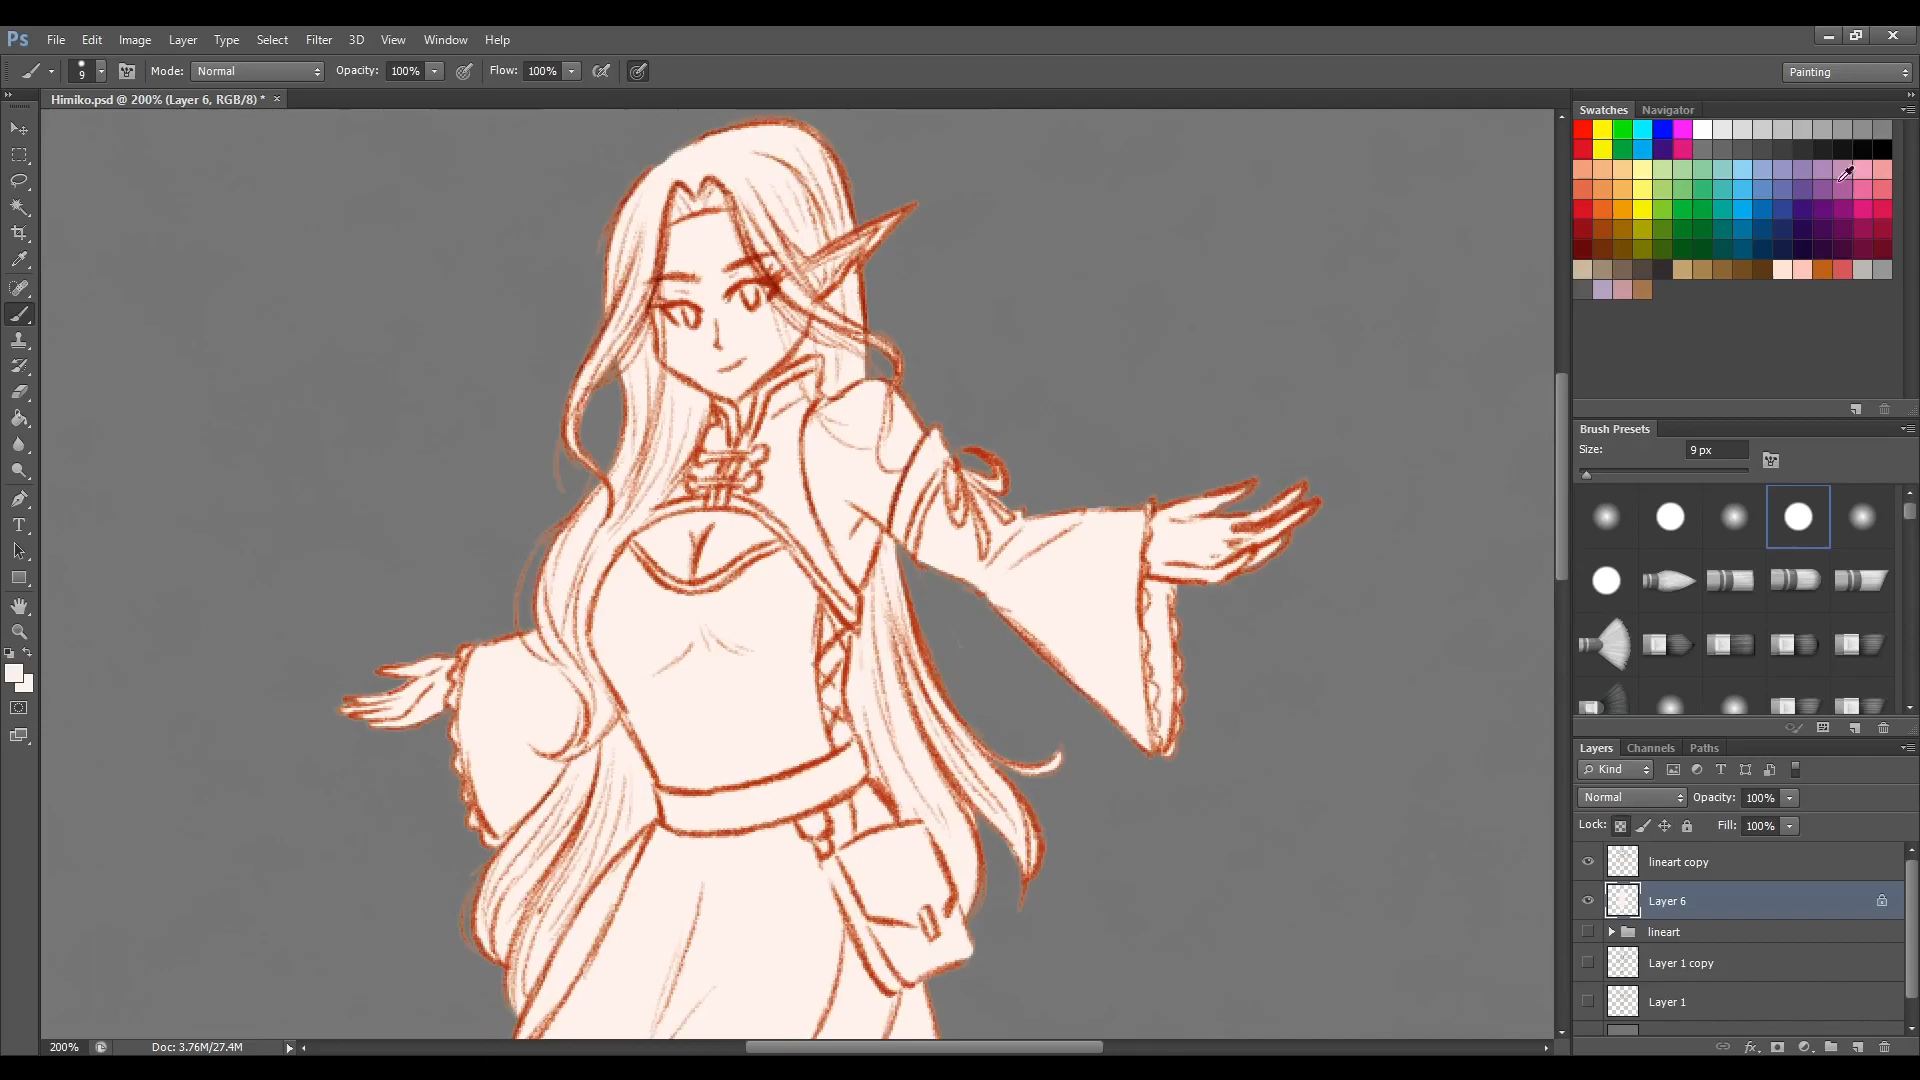 Ps File Edit Image Layer Type Select Filter 3D View Window Help
9 Mode: Normal Opacity: 100% Flow: 100% Painting
Himiko.psd @ 200% (Layer 6, RGB/8) * ×
Swatches Navigator
Brush Presets
Size: 9 px
Layers Channels Paths
Kind
Normal Opacity: 100%
Lock: Fill: 100%
lineart copy
Layer 6
lineart
Layer 1 copy
Layer 1
200% Doc: 3.76M/27.4M